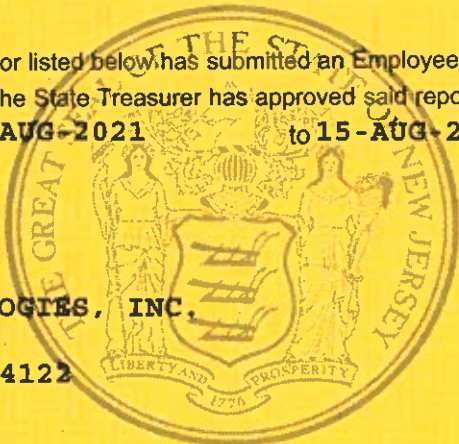 or listed below has submitted an Employee
he State Treasurer has approved said repo
AUG-2021 to 15-AUG-2
OGIES, INC.
4122
THE GREAT SEAL OF THE STATE OF NEW JERSEY
LIBERTY AND PROSPERITY
1776